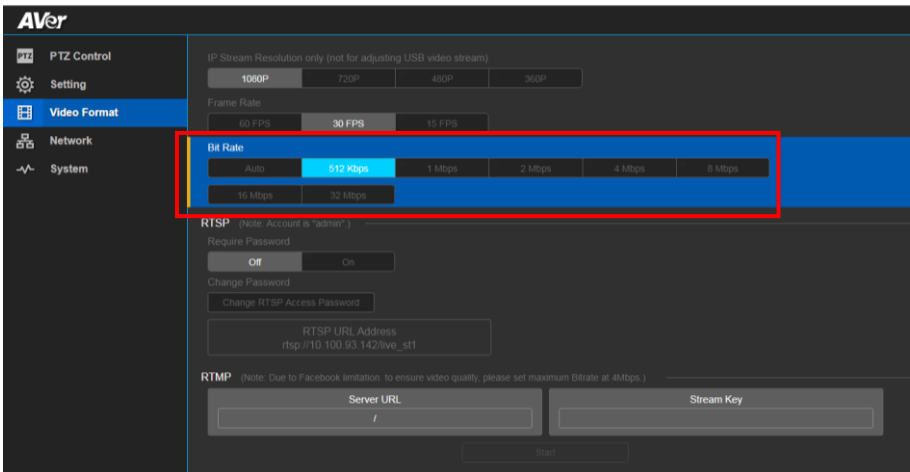 AVer
PTZ PTZ Control
Setting
Video Format
Network
System
IP Stream Resolution only (not for adjusting USB video stream)
1080P 720P 480P 360P
Frame Rate
60 FPS 30 FPS 15 FPS
Bit Rate
Auto 512 Kbps 1 Mbps 2 Mbps 4 Mbps 8 Mbps
16 Mbps 32 Mbps
RTSP (Note: Account is "admin".)
Require Password
Off On
Change Password
Change RTSP Access Password
RTSP URL Address
rtsp://10.100.93.142/live_st1
RTMP (Note: Due to Facebook limitation, to ensure video quality, please set maximum Bitrate at 4Mbps.)
Server URL Stream Key
/
Start